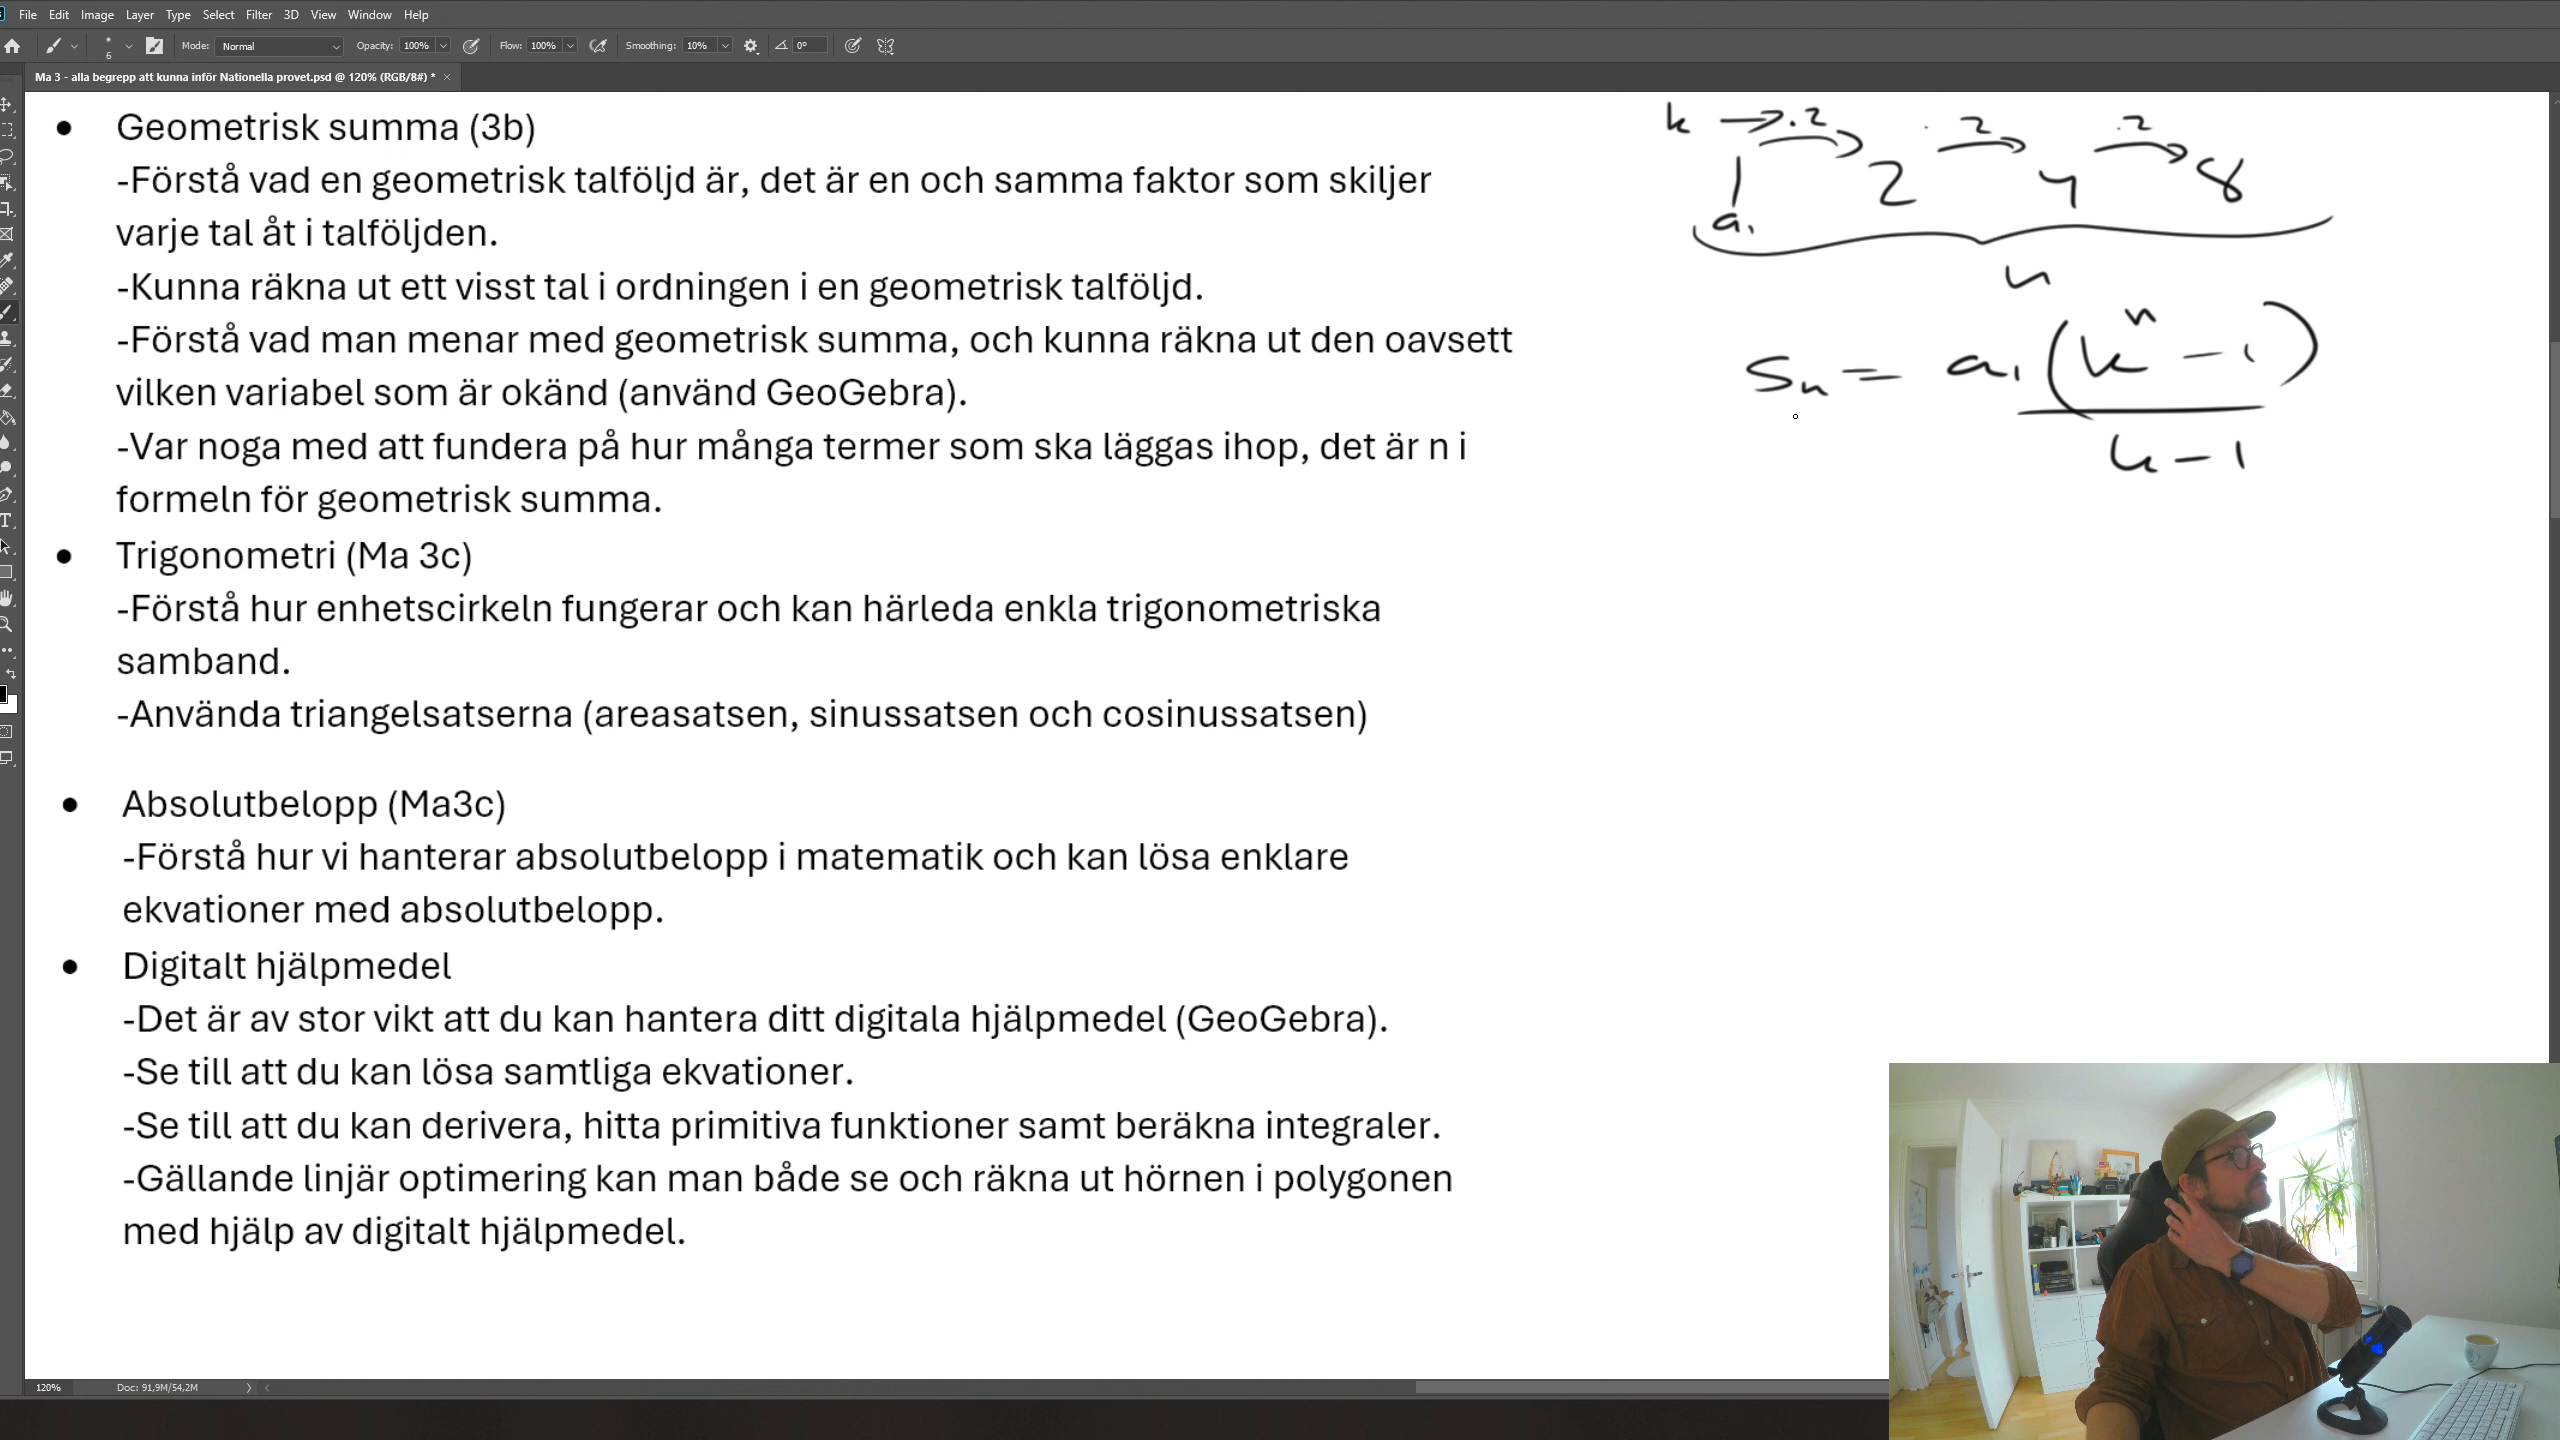 File Edit Image Layer Type Select Filter 3D View Window Help
6 Mode: Normal Opacity: 100% Flow: 100% Smoothing: 10% 0°
Ma 3 - alla begrepp att kunna inför Nationella provet.psd @ 120% (RGB/8#) * ×
• Geometrisk summa (3b)
-Förstå vad en geometrisk talföljd är, det är en och samma faktor som skiljer
varje tal åt i talföljden.
-Kunna räkna ut ett visst tal i ordningen i en geometrisk talföljd.
-Förstå vad man menar med geometrisk summa, och kunna räkna ut den oavsett
vilken variabel som är okänd (använd GeoGebra).
-Var noga med att fundera på hur många termer som ska läggas ihop, det är n i
formeln för geometrisk summa.
• Trigonometri (Ma 3c)
-Förstå hur enhetscirkeln fungerar och kan härleda enkla trigonometriska
samband.
-Använda triangelsatserna (areasatsen, sinussatsen och cosinussatsen)
• Absolutbelopp (Ma3c)
-Förstå hur vi hanterar absolutbelopp i matematik och kan lösa enklare
ekvationer med absolutbelopp.
• Digitalt hjälpmedel
-Det är av stor vikt att du kan hantera ditt digitala hjälpmedel (GeoGebra).
-Se till att du kan lösa samtliga ekvationer.
-Se till att du kan derivera, hitta primitiva funktioner samt beräkna integraler.
-Gällande linjär optimering kan man både se och räkna ut hörnen i polygonen
med hjälp av digitalt hjälpmedel.
k → ·2 ·2 ·2
1 2 4 8
a₁
n
Sn = a₁(kⁿ − 1)
k − 1
120% Doc: 91,9M/54,2M